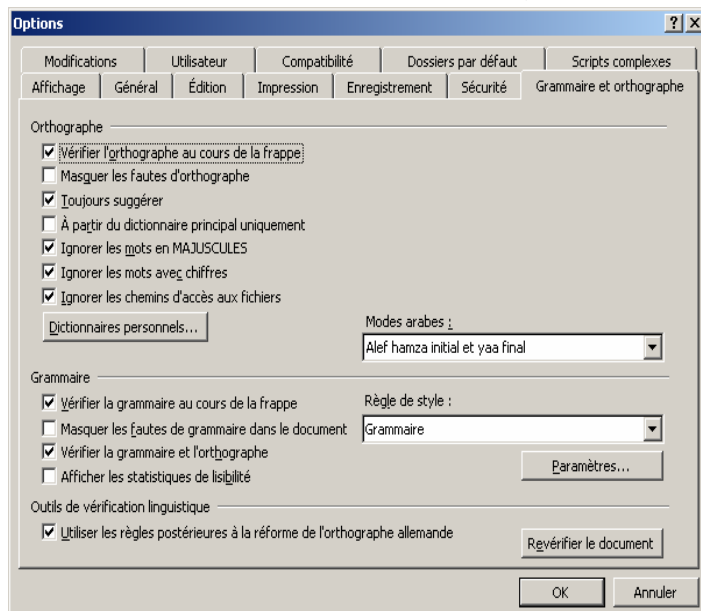 Options
Modifications Utilisateur Compatibilité Dossiers par défaut Scripts complexes
Affichage Général Édition Impression Enregistrement Sécurité Grammaire et orthographe
Orthographe
Vérifier l'orthographe au cours de la frappe
Masquer les fautes d'orthographe
Toujours suggérer
À partir du dictionnaire principal uniquement
Ignorer les mots en MAJUSCULES
Ignorer les mots avec chiffres
Ignorer les chemins d'accès aux fichiers
Dictionnaires personnels...
Modes arabes :
Alef hamza initial et yaa final
Grammaire
Vérifier la grammaire au cours de la frappe
Masquer les fautes de grammaire dans le document
Vérifier la grammaire et l'orthographe
Afficher les statistiques de lisibilité
Règle de style :
Grammaire
Paramètres...
Outils de vérification linguistique
Utiliser les règles postérieures à la réforme de l'orthographe allemande
Revérifier le document
OK Annuler